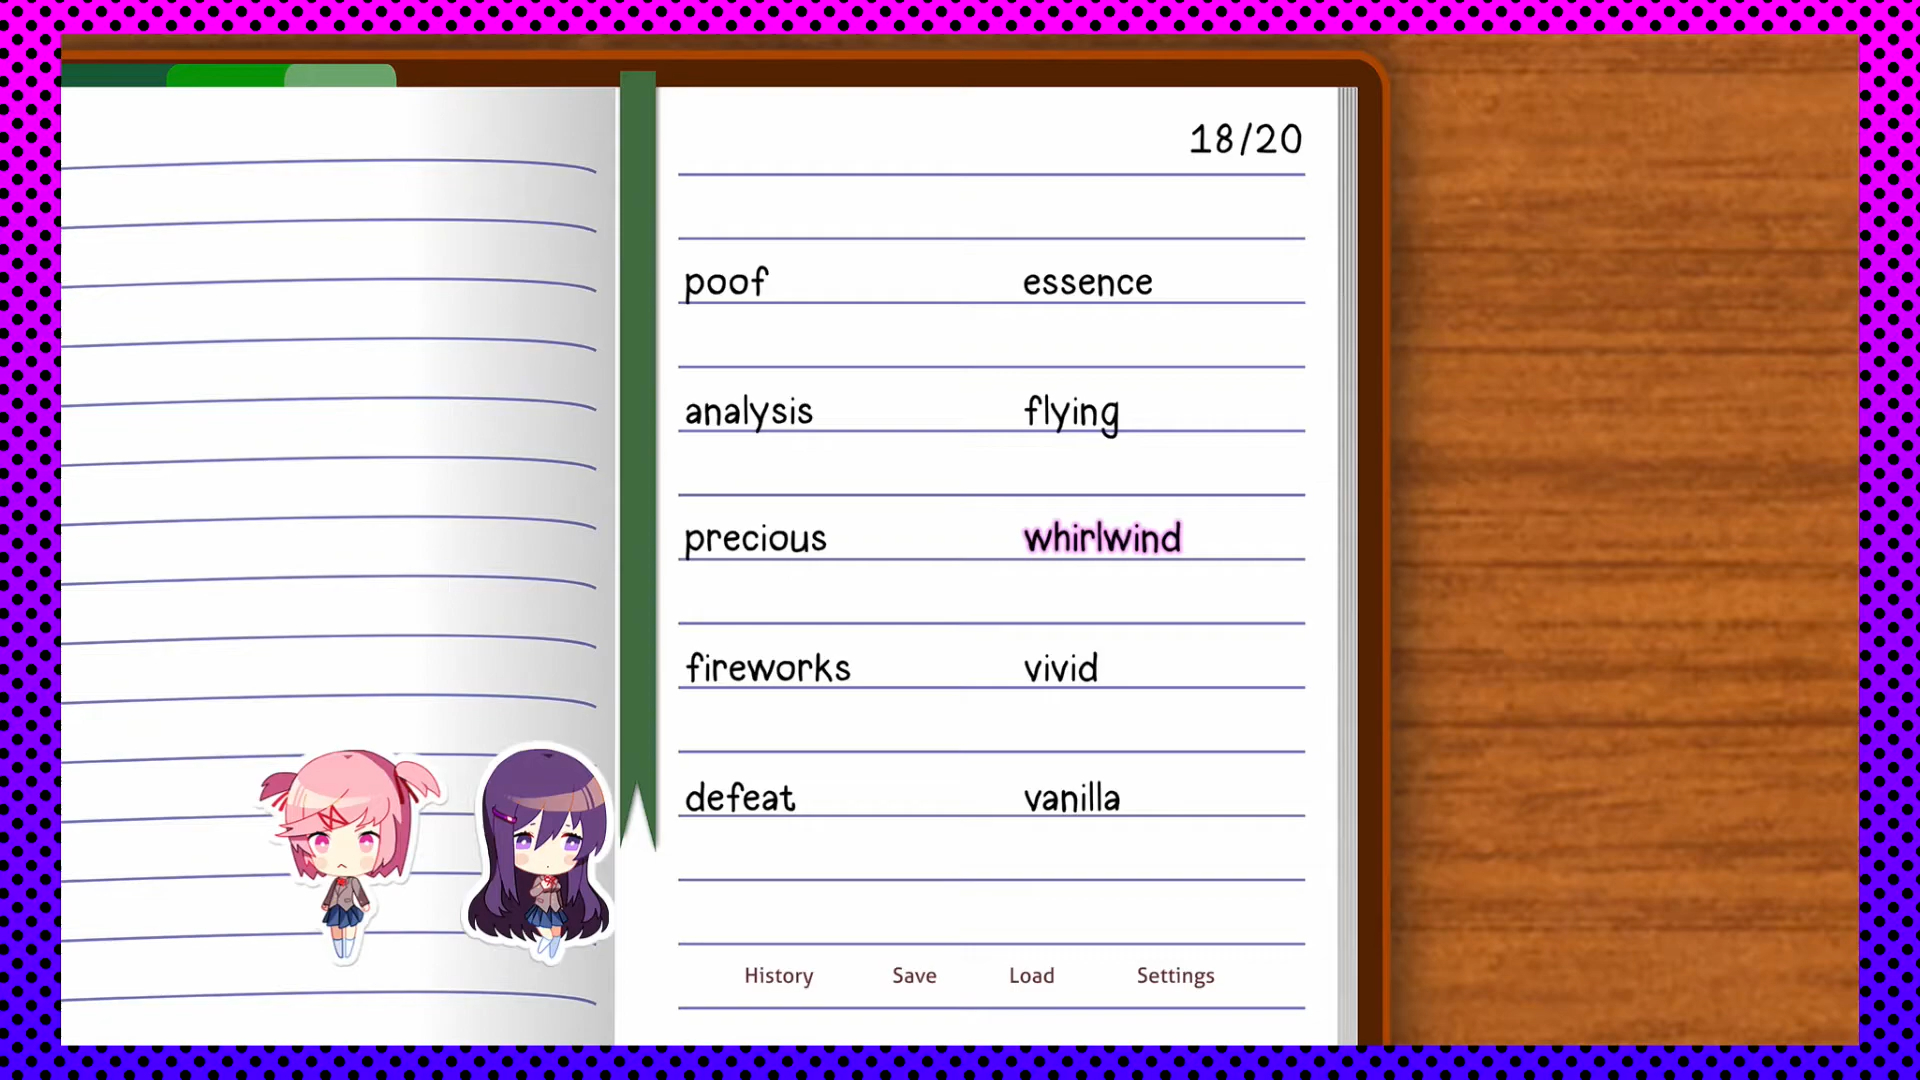 18/20
poof essence
analysis flying
precious whirlwind
fireworks vivid
defeat vanilla
History Save Load Settings